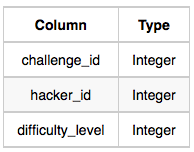 Column Type
challenge_id Integer
hacker_id Integer
difficulty_level Integer